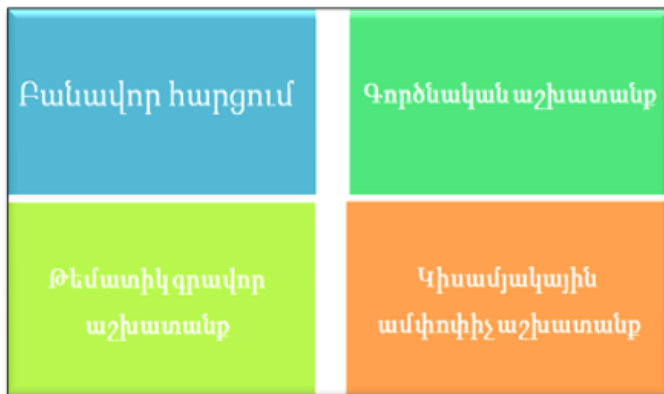 Բանավոր հարցում
Գործնական աշխատանք
Թեմատիկ գրավոր
աշխատանք
Կիսամյակային
ամփոփիչ աշխատանք